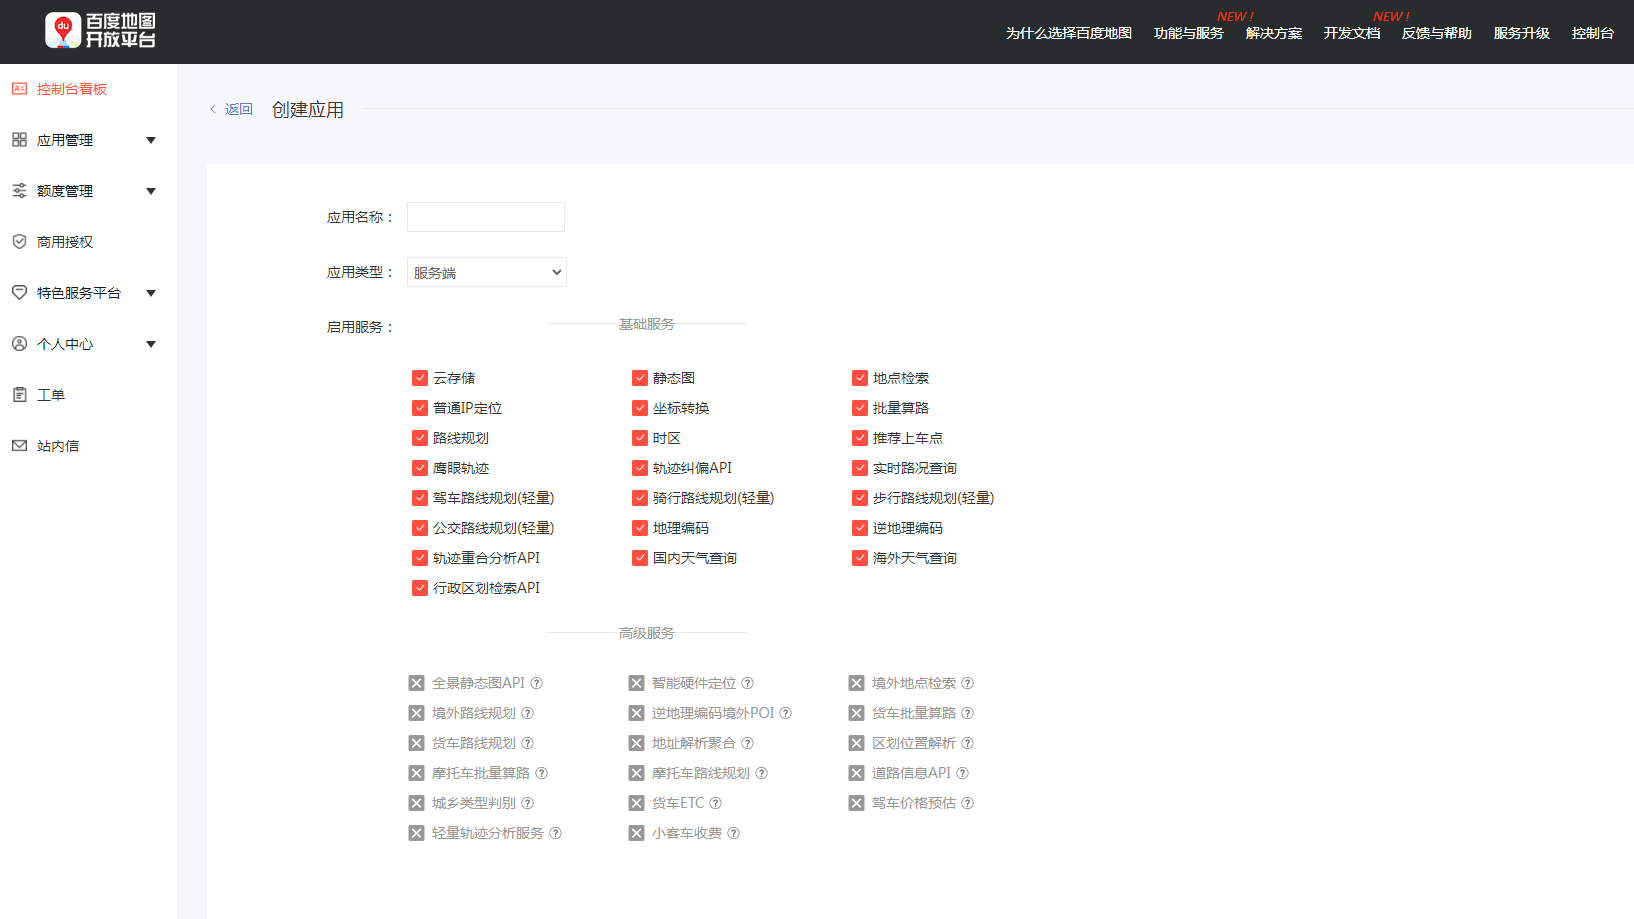 du 百度地图
开放平台
为什么选择百度地图 功能与服务 NEW! 解决方案 开发文档 NEW! 反馈与帮助 服务升级 控制台
控制台看板
应用管理
额度管理
商用授权
特色服务平台
个人中心
工单
站内信
返回 创建应用
应用名称：
应用类型： 服务端
启用服务： 基础服务
云存储 静态图 地点检索
普通IP定位 坐标转换 批量算路
路线规划 时区 推荐上车点
鹰眼轨迹 轨迹纠偏API 实时路况查询
驾车路线规划(轻量) 骑行路线规划(轻量) 步行路线规划(轻量)
公交路线规划(轻量) 地理编码 逆地理编码
轨迹重合分析API 国内天气查询 海外天气查询
行政区划检索API
高级服务
全景静态图API ? 智能硬件定位 ? 境外地点检索 ?
境外路线规划 ? 逆地理编码境外POI ? 货车批量算路 ?
货车路线规划 ? 地址解析聚合 ? 区划位置解析 ?
摩托车批量算路 ? 摩托车路线规划 ? 道路信息API ?
城乡类型判别 ? 货车ETC ? 驾车价格预估 ?
轻量轨迹分析服务 ? 小客车收费 ?